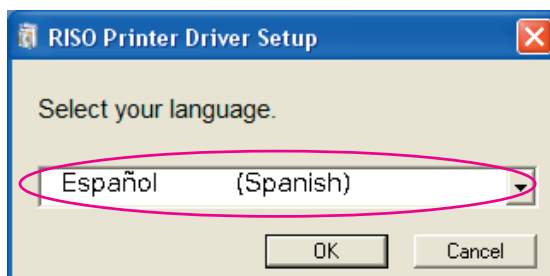 RISO Printer Driver Setup
Select your language.
Español (Spanish)
OK Cancel